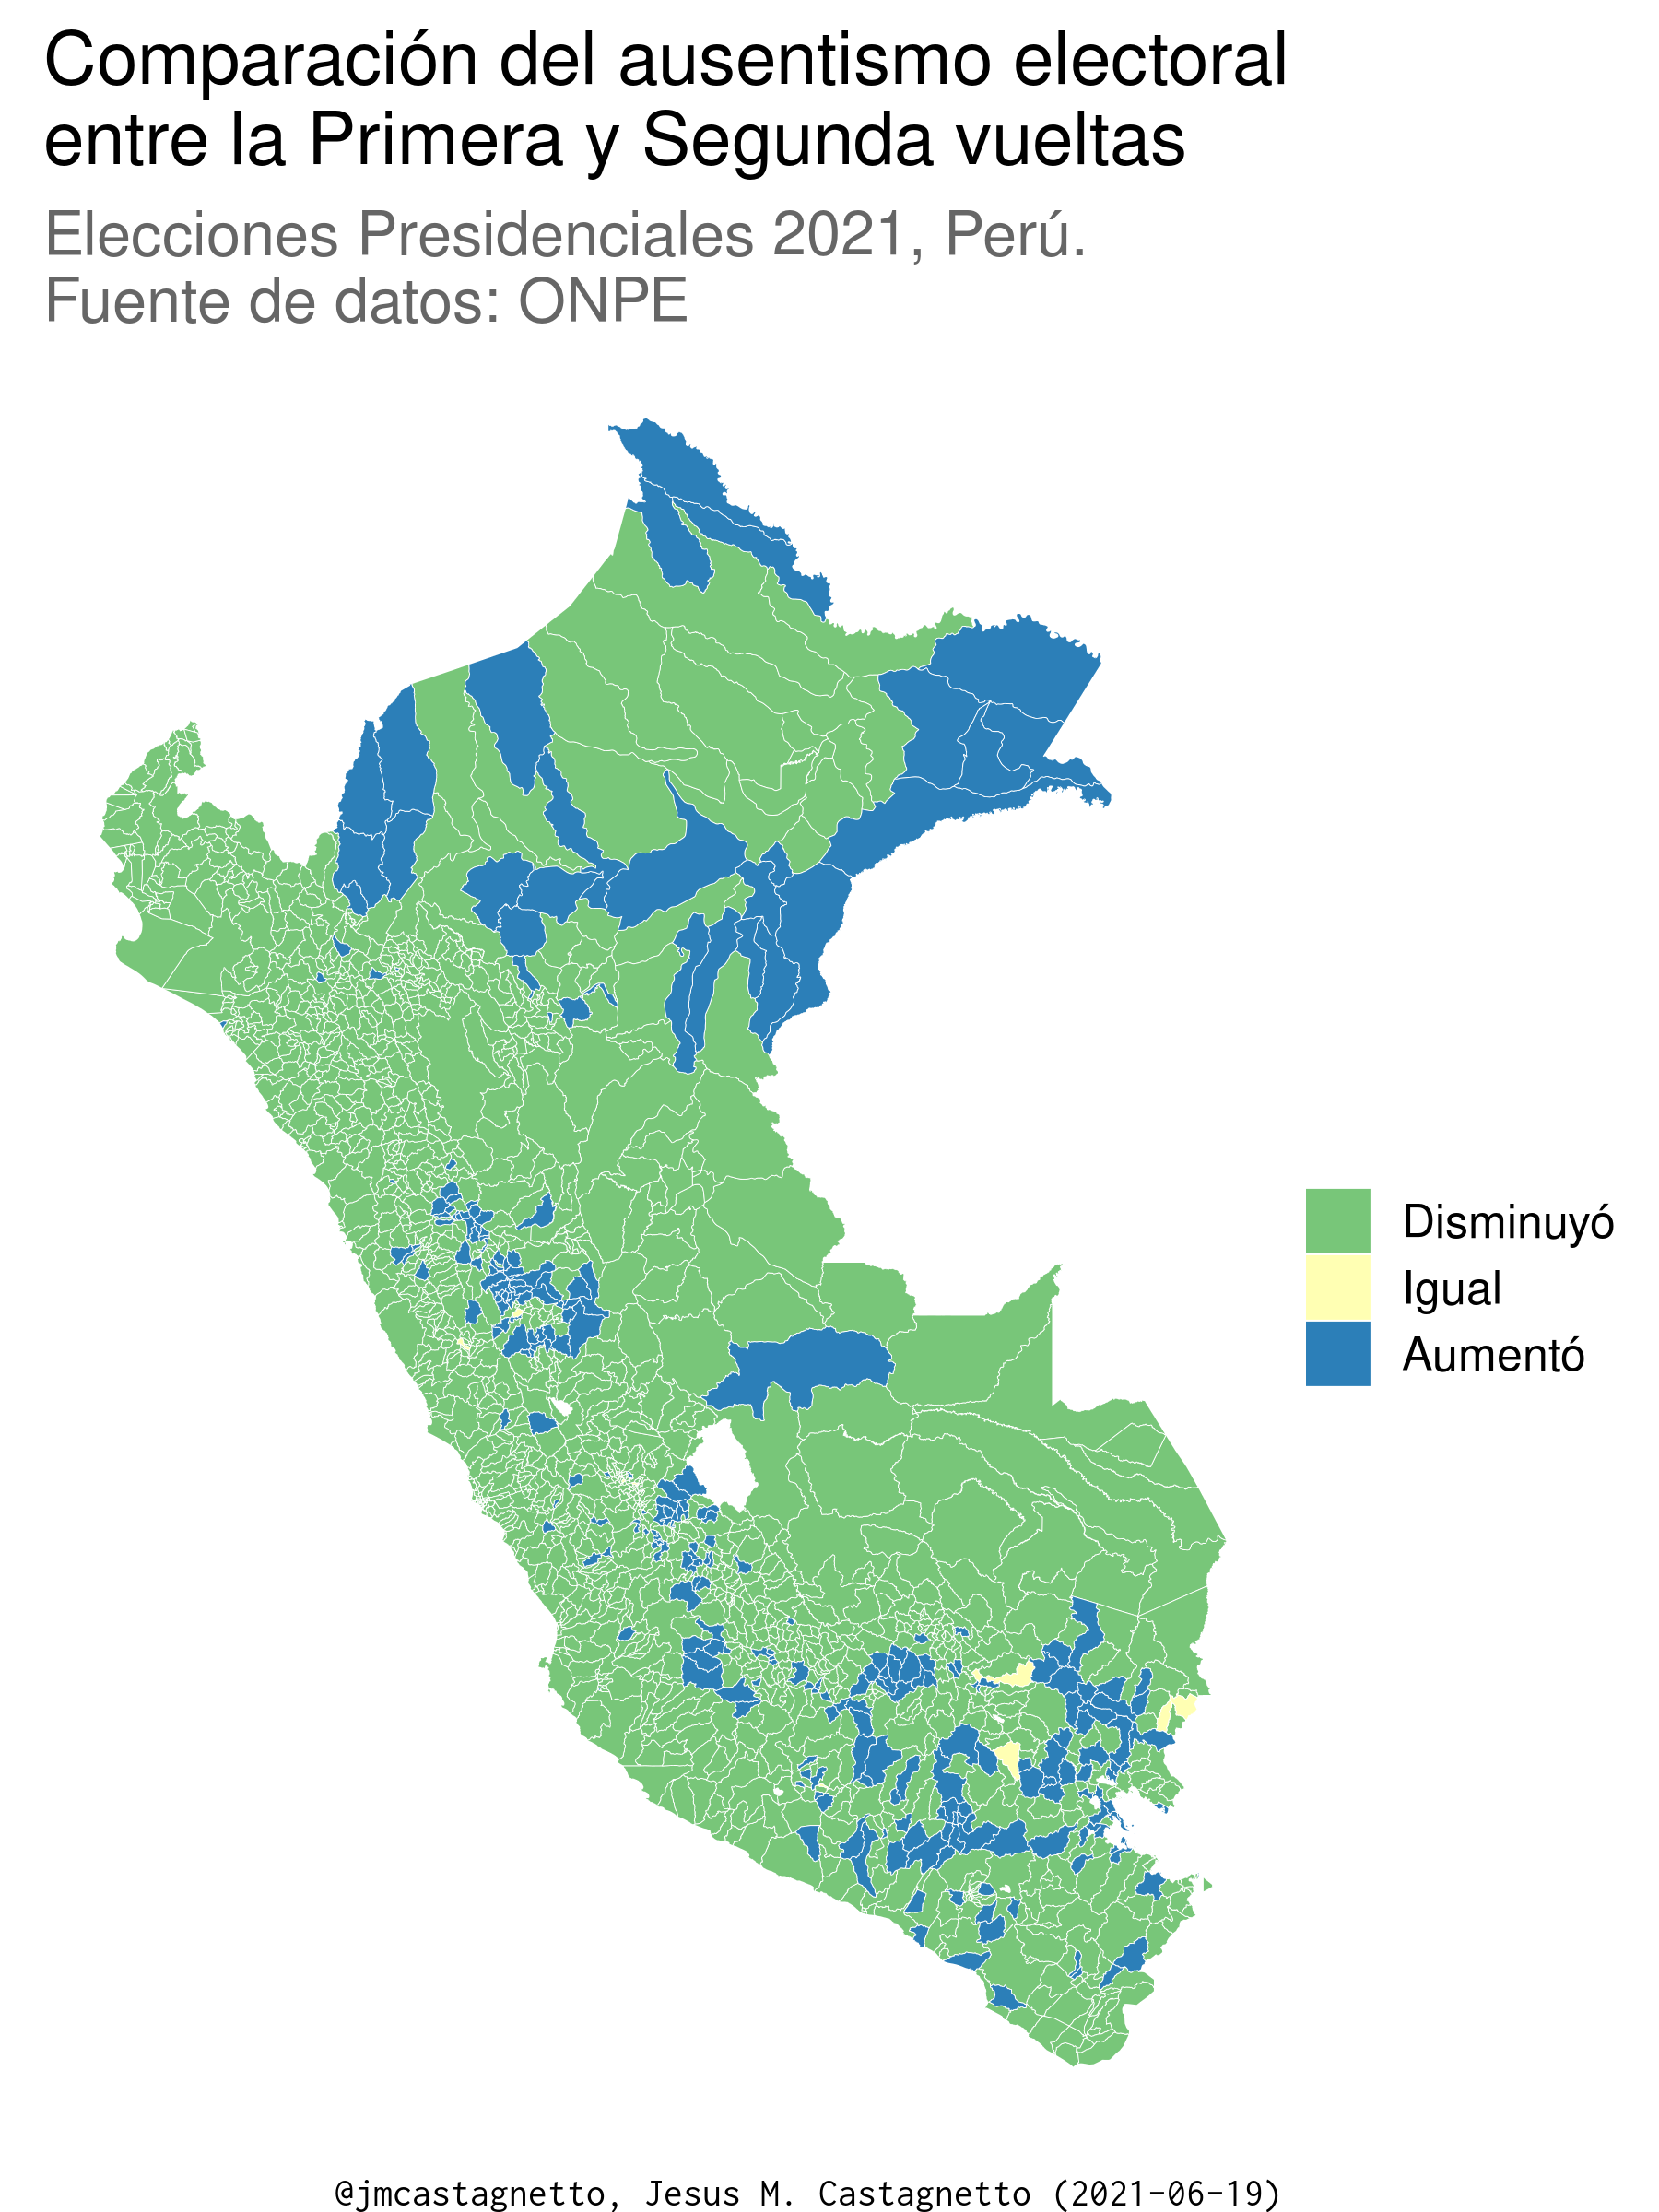 Comparación del ausentismo electoral
entre la Primera y Segunda vueltas
Elecciones Presidenciales 2021, Perú.
Fuente de datos: ONPE
Disminuyó
Igual
Aumentó
@jmcastagnetto, Jesus M. Castagnetto (2021-06-19)